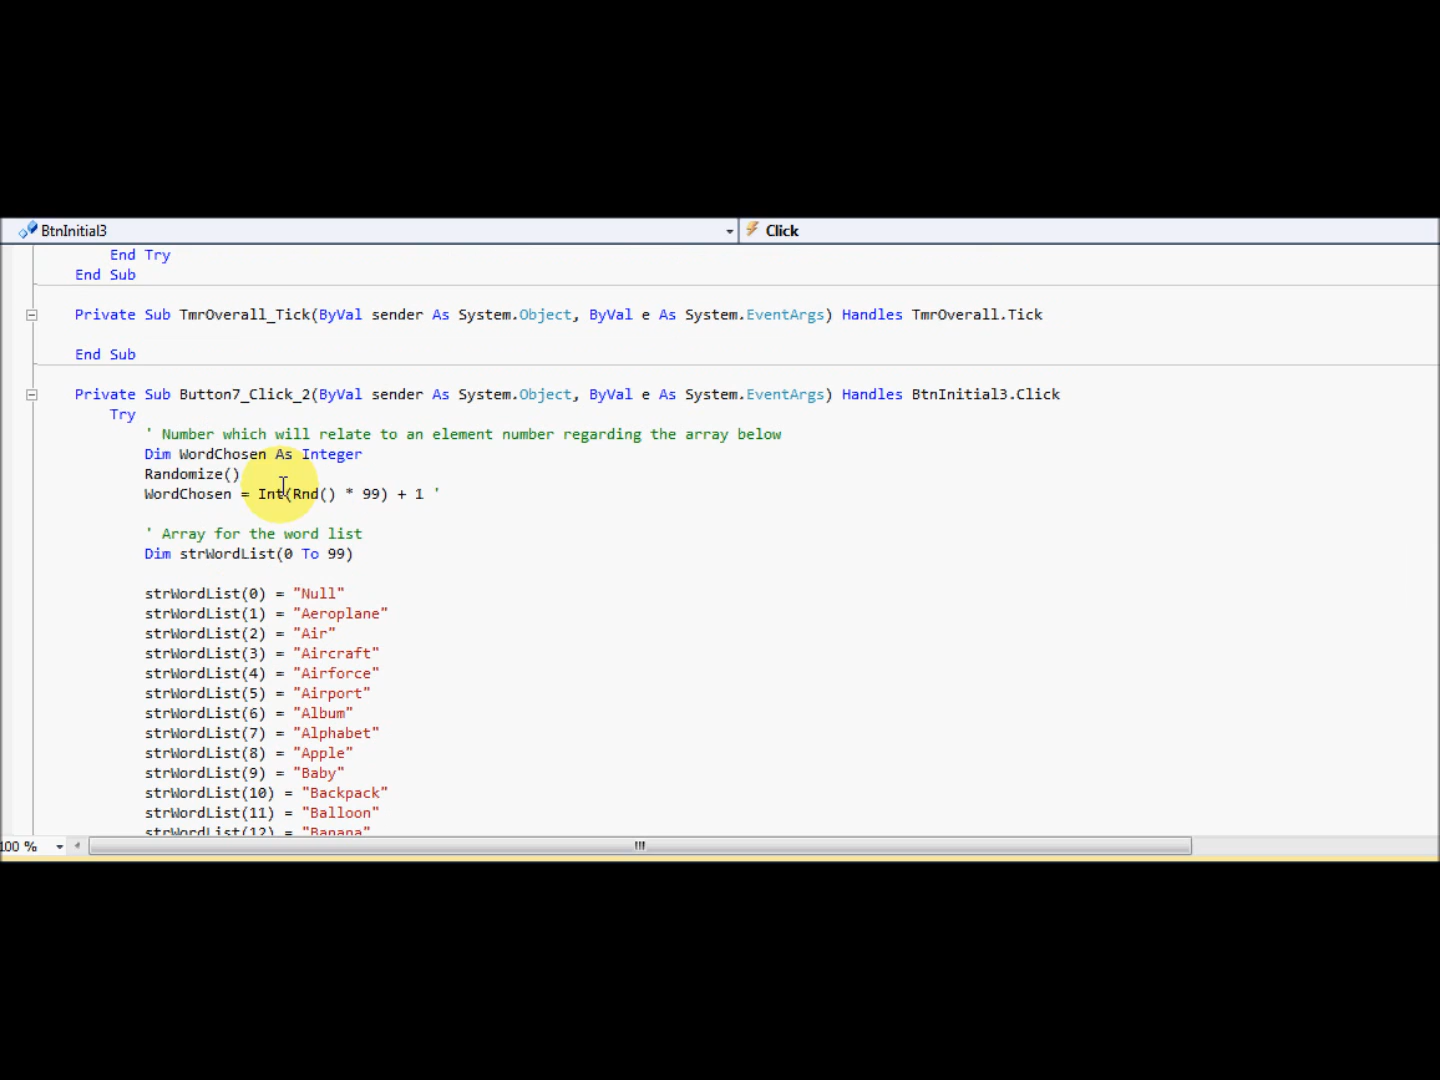 BtnInitial3 Click
End Try
End Sub
Private Sub TmrOverall_Tick(ByVal sender As System.Object, ByVal e As System.EventArgs) Handles TmrOverall.Tick
End Sub
Private Sub Button7_Click_2(ByVal sender As System.Object, ByVal e As System.EventArgs) Handles BtnInitial3.Click
Try
' Number which will relate to an element number regarding the array below
Dim WordChosen As Integer
Randomize()
WordChosen = Int(Rnd() * 99) + 1 '
' Array for the word list
Dim strWordList(0 To 99)
strWordList(0) = "Null"
strWordList(1) = "Aeroplane"
strWordList(2) = "Air"
strWordList(3) = "Aircraft"
strWordList(4) = "Airforce"
strWordList(5) = "Airport"
strWordList(6) = "Album"
strWordList(7) = "Alphabet"
strWordList(8) = "Apple"
strWordList(9) = "Baby"
strWordList(10) = "Backpack"
strWordList(11) = "Balloon"
strWordList(12) = "Banana"
100 %